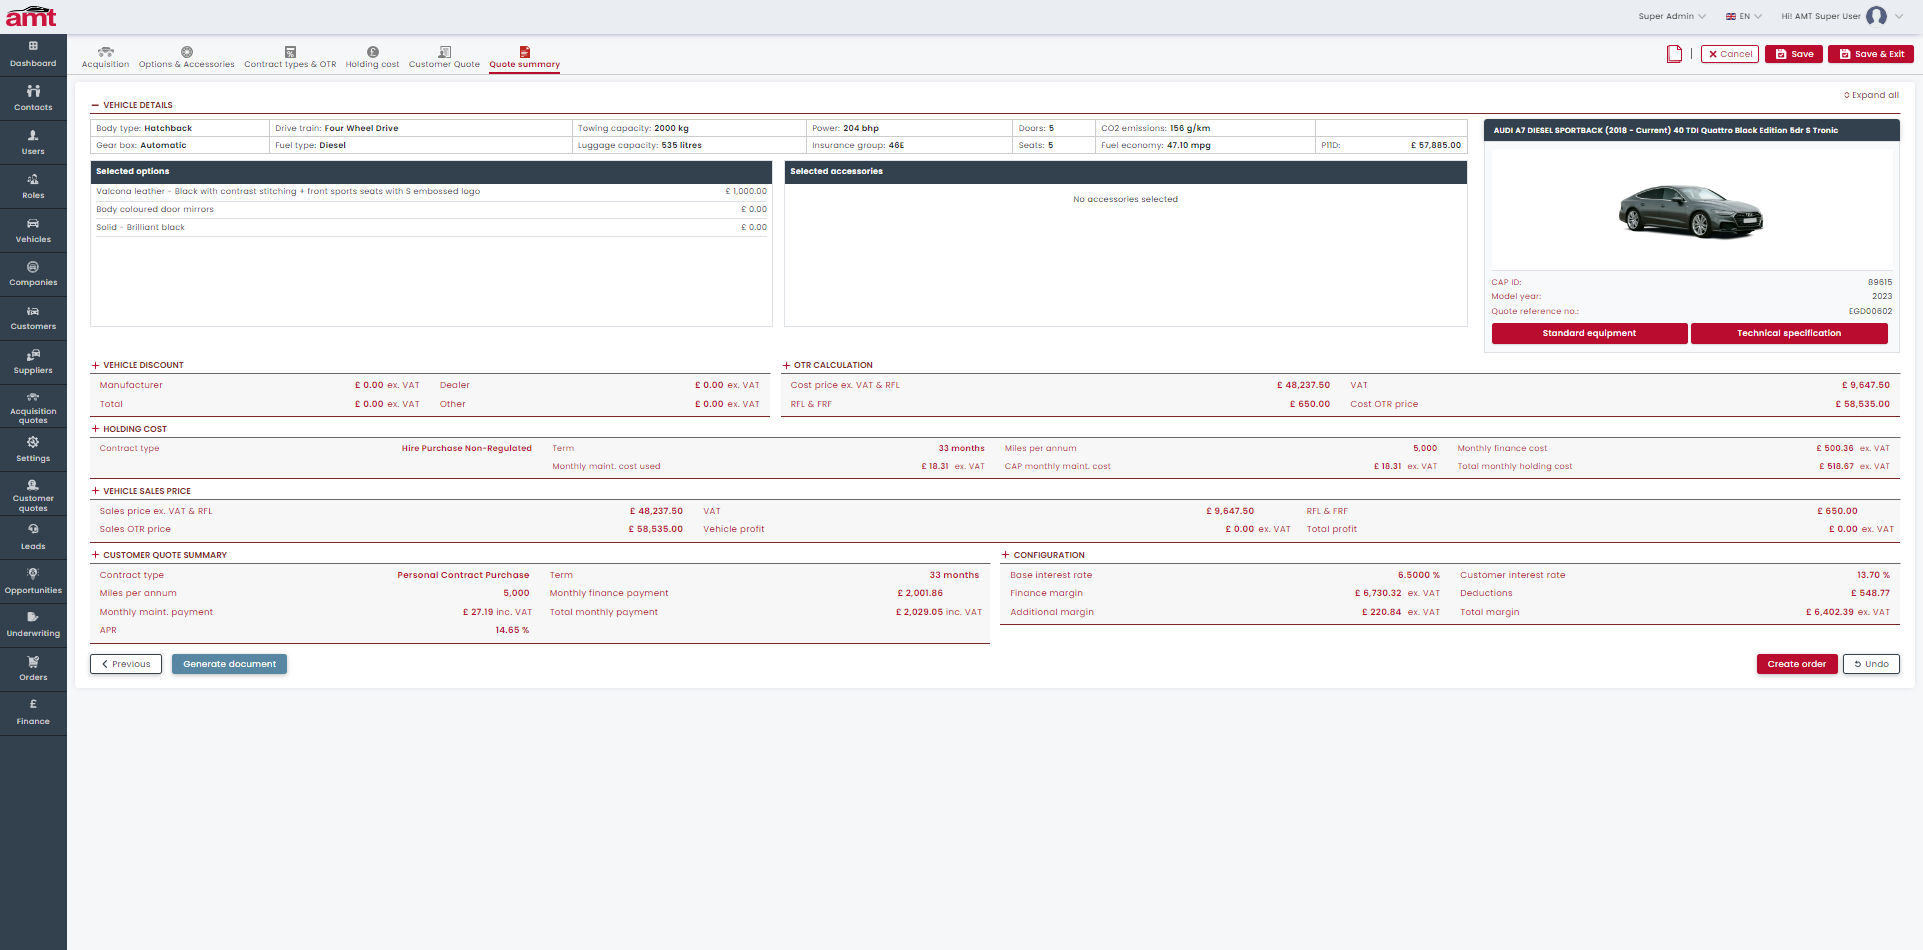 amt
Super Admin
EN
Hi! AMT Super User
Dashboard
Contacts
Users
Roles
Vehicles
Companies
Customers
Suppliers
Acquisition
quotes
Settings
Customer
quotes
Leads
Opportunities
Underwriting
Orders
Finance
Acquisition
Options & Accessories
Contract types & OTR
Holding cost
Customer Quote
Quote summary
Cancel
Save
Save & Exit
Expand all
VEHICLE DETAILS
Body type: Hatchback
Drive train: Four Wheel Drive
Towing capacity: 2000 kg
Power: 204 bhp
Doors: 5
CO2 emissions: 156 g/km
Gear box: Automatic
Fuel type: Diesel
Luggage capacity: 535 litres
Insurance group: 46E
Seats: 5
Fuel economy: 47.10 mpg
P11D: £ 57,885.00
Selected options
Valcona leather - Black with contrast stitching + front sports seats with S embossed logo £ 1,000.00
Body coloured door mirrors £ 0.00
Solid - Brilliant black £ 0.00
Selected accessories
No accessories selected
AUDI A7 DIESEL SPORTBACK (2018 - Current) 40 TDI Quattro Black Edition 5dr S Tronic
CAP ID: 89615
Model year: 2023
Quote reference no.: EGD00602
Standard equipment
Technical specification
VEHICLE DISCOUNT
Manufacturer £ 0.00 ex. VAT Dealer £ 0.00 ex. VAT
Total £ 0.00 ex. VAT Other £ 0.00 ex. VAT
OTR CALCULATION
Cost price ex. VAT & RFL £ 48,237.50 VAT £ 9,647.50
RFL & FRF £ 650.00 Cost OTR price £ 58,535.00
HOLDING COST
Contract type Hire Purchase Non-Regulated Term 33 months Miles per annum 5,000 Monthly finance cost £ 500.36 ex. VAT
Monthly maint. cost used £ 18.31 ex. VAT CAP monthly maint. cost £ 18.31 ex. VAT Total monthly holding cost £ 518.67 ex. VAT
VEHICLE SALES PRICE
Sales price ex. VAT & RFL £ 48,237.50 VAT £ 9,647.50 RFL & FRF £ 650.00
Sales OTR price £ 58,535.00 Vehicle profit £ 0.00 ex. VAT Total profit £ 0.00 ex. VAT
CUSTOMER QUOTE SUMMARY
Contract type Personal Contract Purchase Term 33 months
Miles per annum 5,000 Monthly finance payment £ 2,001.86
Monthly maint. payment £ 27.19 inc. VAT Total monthly payment £ 2,029.05 inc. VAT
APR 14.65 %
CONFIGURATION
Base interest rate 6.5000 % Customer interest rate 13.70 %
Finance margin £ 6,730.32 ex. VAT Deductions £ 548.77
Additional margin £ 220.84 ex. VAT Total margin £ 6,402.39 ex. VAT
Previous
Generate document
Create order
Undo